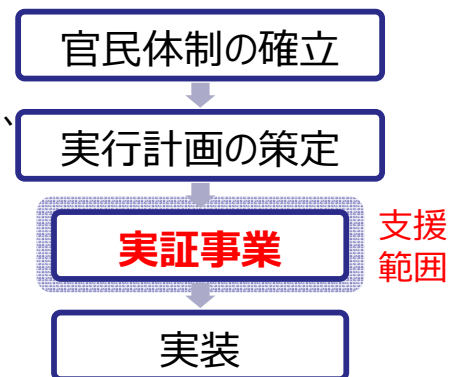 官民体制の確立
、
実行計画の策定
実証事業
支援
範囲
実装